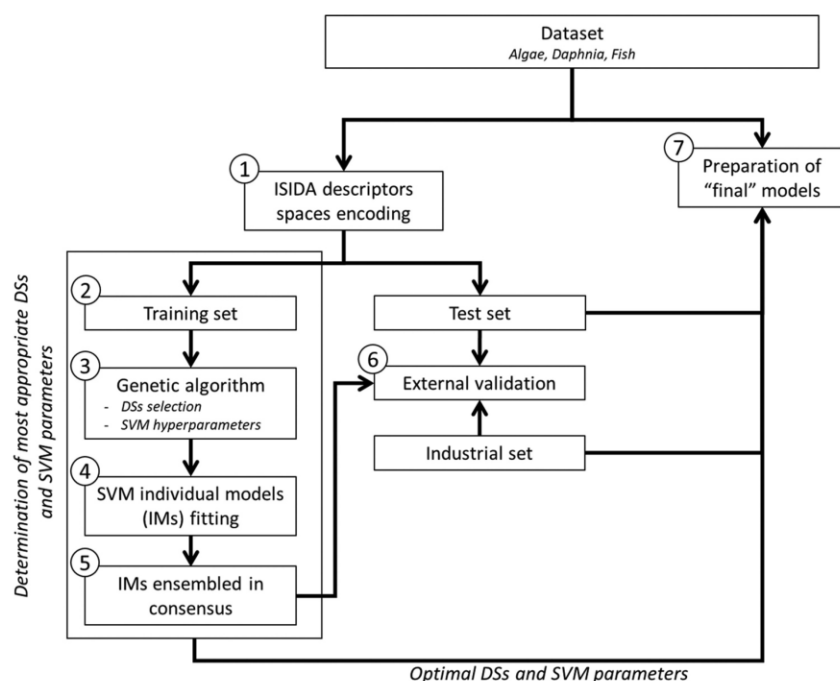 Dataset
Algae, Daphnia, Fish
7
Preparation of
“final” models
1
ISIDA descriptors
spaces encoding
Determination of most appropriate DSs
and SVM parameters
2
Training set
Test set
3
Genetic algorithm
- DSs selection
- SVM hyperparameters
6
External validation
Industrial set
4
SVM individual models
(IMs) fitting
5
IMs ensembled in
consensus
Optimal DSs and SVM parameters